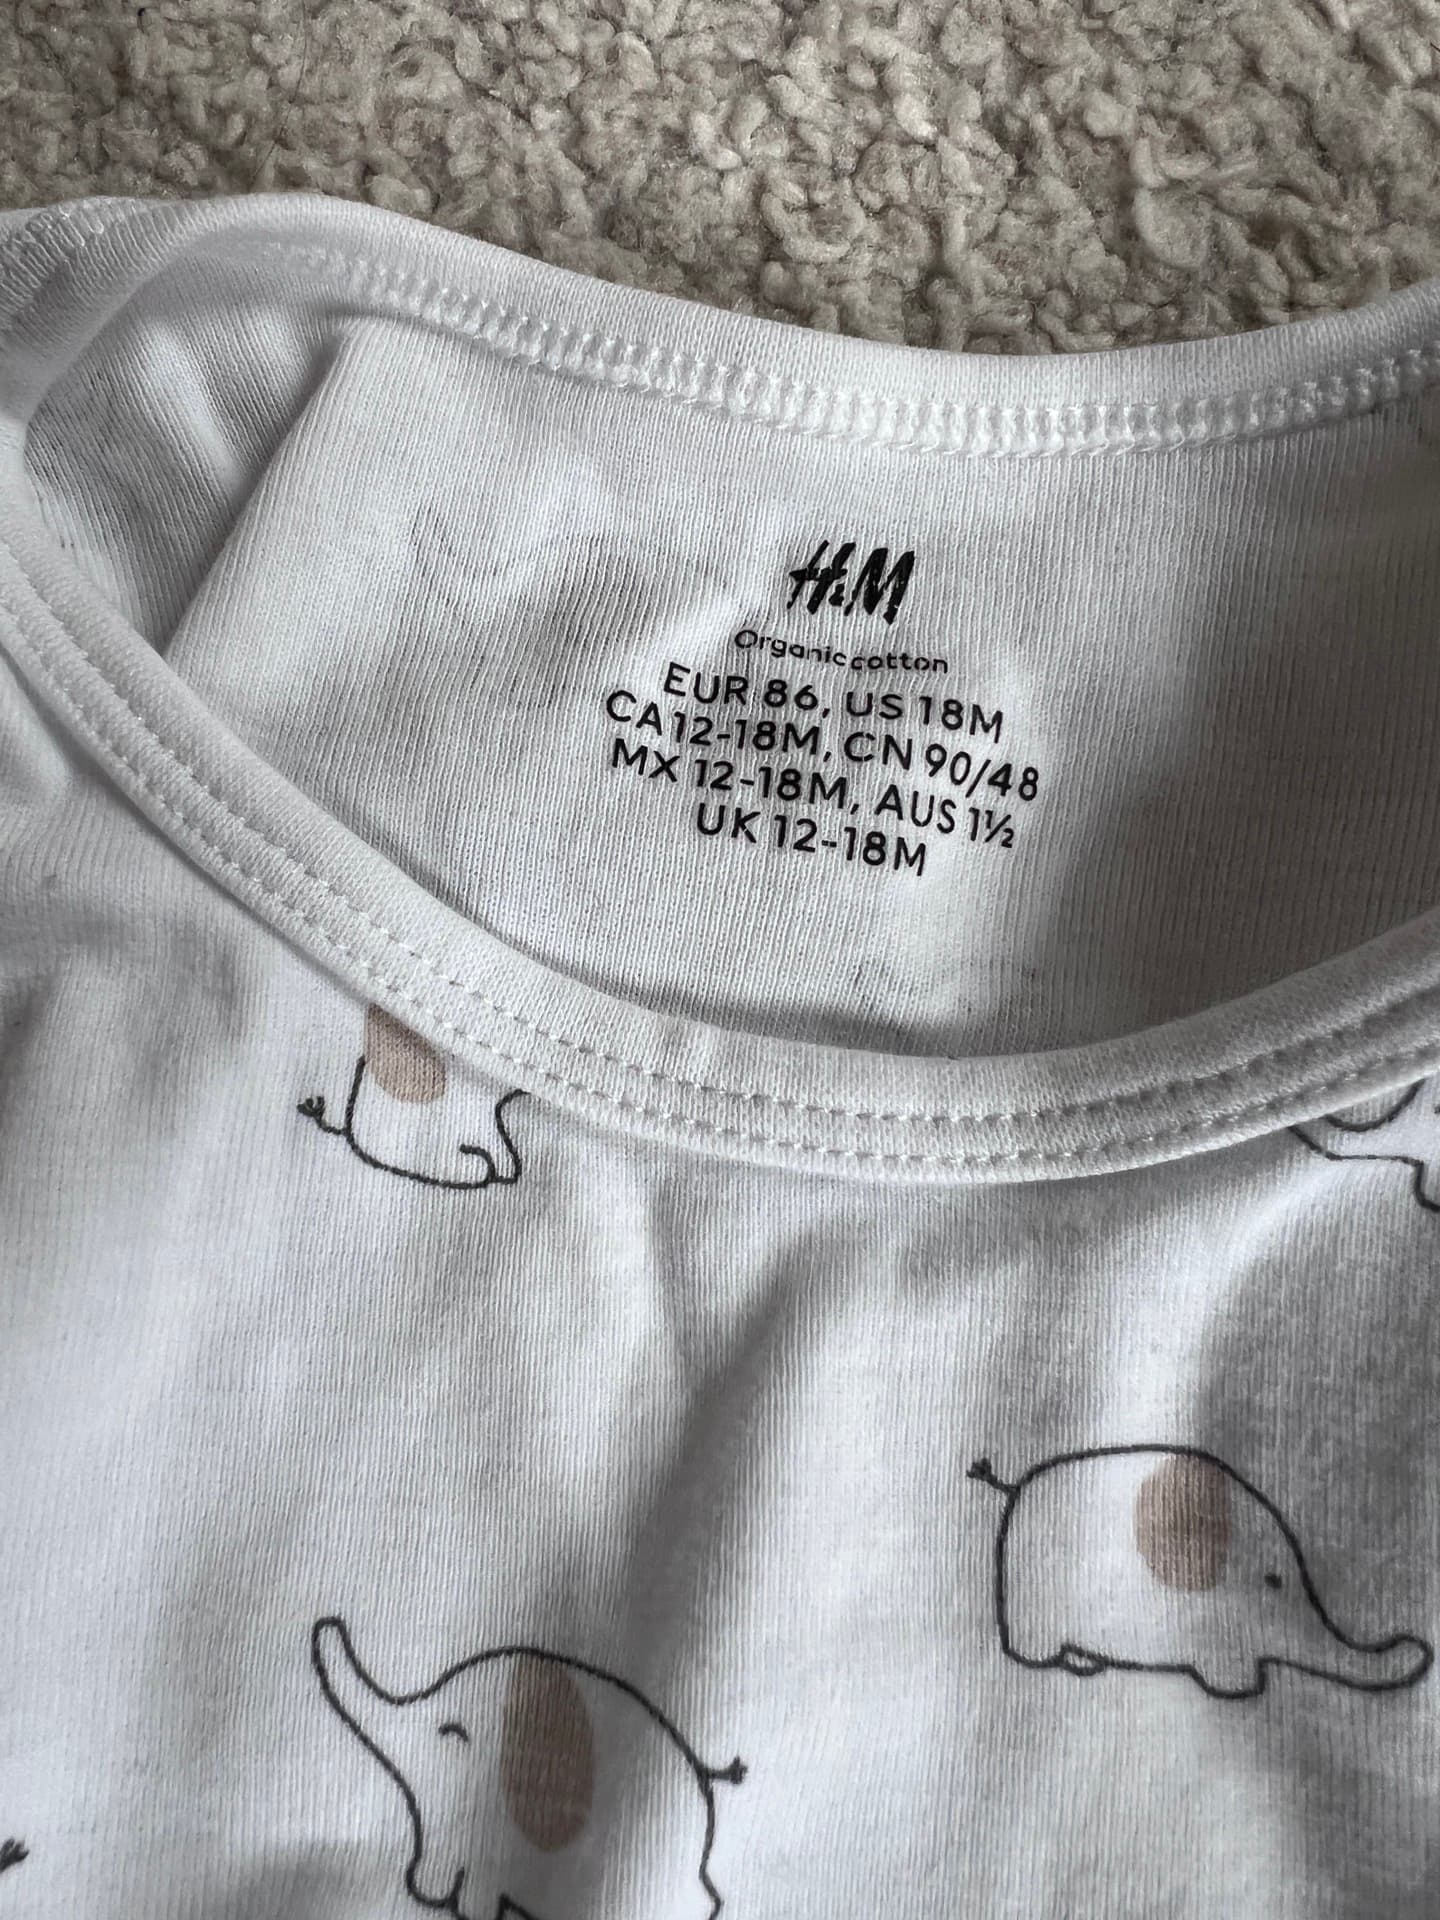 H&M
Organic cotton
EUR 86, US 18M
CA 12-18M, CN 90/48
MX 12-18M, AUS 1½
UK 12-18M